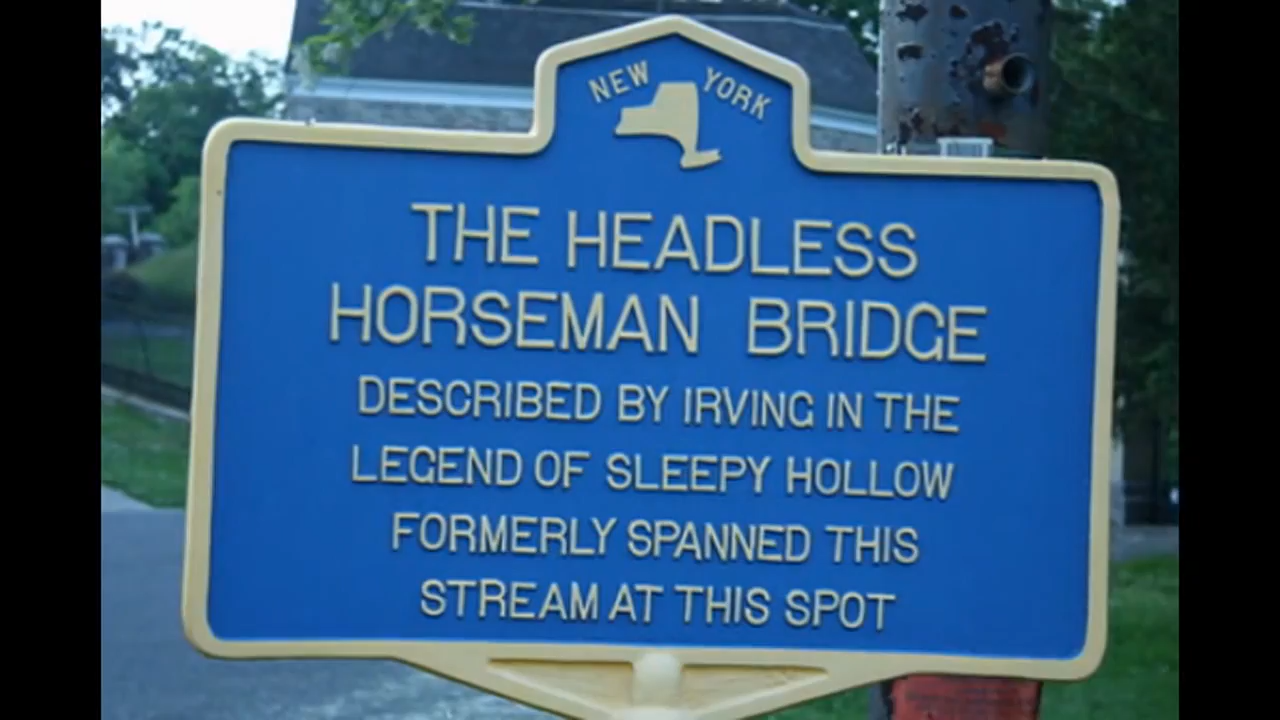 NEW YORK
THE HEADLESS
HORSEMAN BRIDGE
DESCRIBED BY IRVING IN THE
LEGEND OF SLEEPY HOLLOW
FORMERLY SPANNED THIS
STREAM AT THIS SPOT